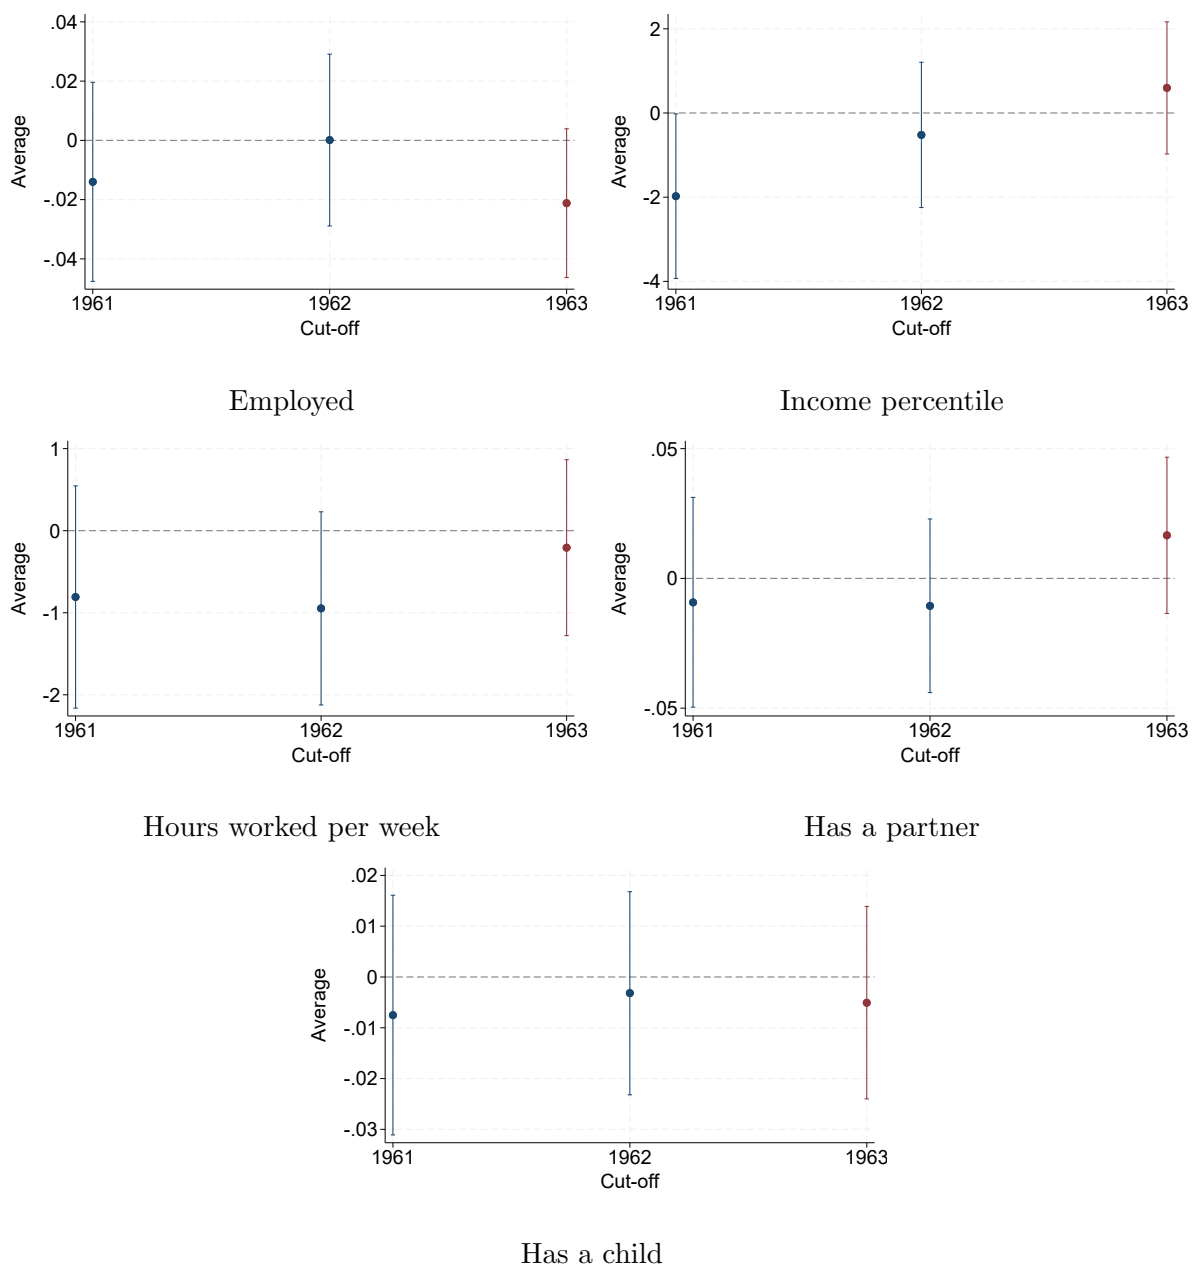 .04
.02
0
-.02
-.04
Average
1961 1962 1963
Cut-off
Employed
2
0
-2
-4
Average
1961 1962 1963
Cut-off
Income percentile
1
0
-1
-2
Average
1961 1962 1963
Cut-off
Hours worked per week
.05
0
-.05
Average
1961 1962 1963
Cut-off
Has a partner
.02
.01
0
-.01
-.02
-.03
Average
1961 1962 1963
Cut-off
Has a child